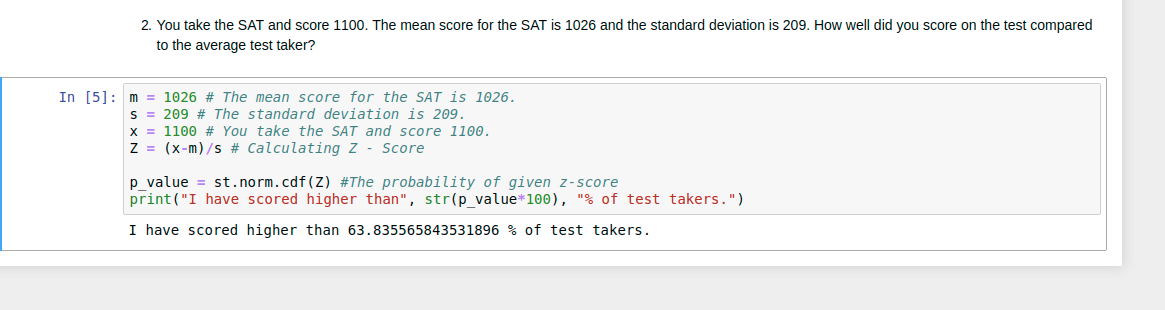 2. You take the SAT and score 1100. The mean score for the SAT is 1026 and the standard deviation is 209. How well did you score on the test compared
to the average test taker?
In [5]: m = 1026 # The mean score for the SAT is 1026.
s = 209 # The standard deviation is 209.
x = 1100 # You take the SAT and score 1100.
Z = (x-m)/s # Calculating Z - Score
p_value = st.norm.cdf(Z) #The probability of given z-score
print("I have scored higher than", str(p_value*100), "% of test takers.")
I have scored higher than 63.835565843531896 % of test takers.